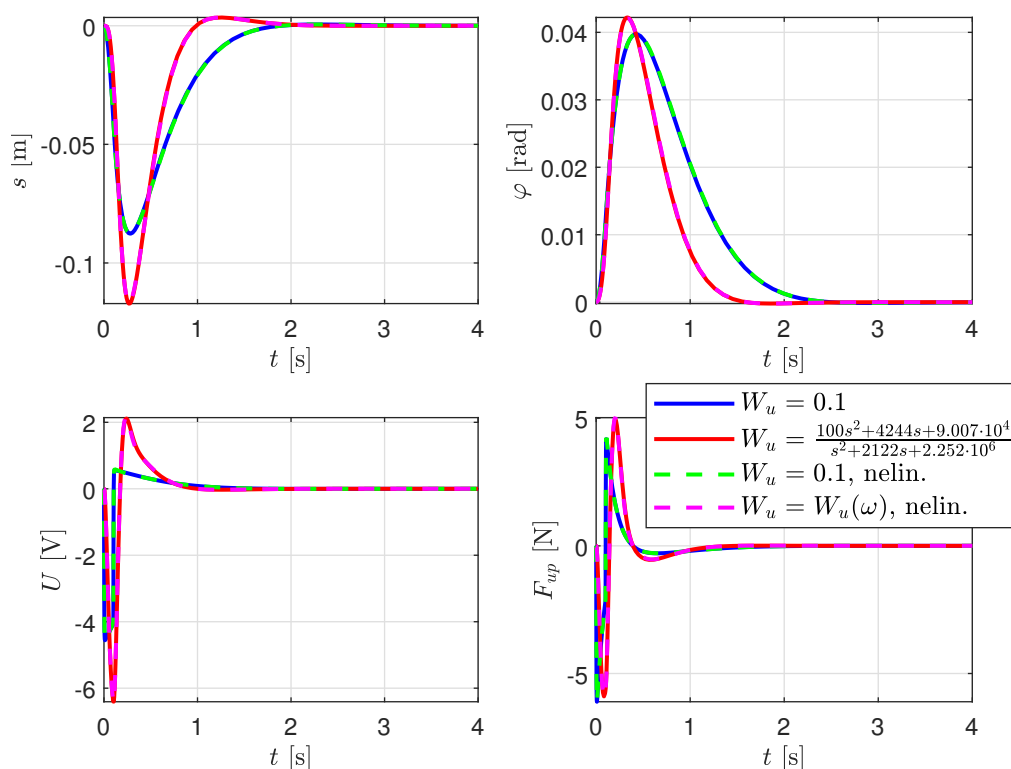 0
-0.05
-0.1
s [m]
0 1 2 3 4
t [s]
0.04
0.03
0.02
0.01
0
φ [rad]
0 1 2 3 4
t [s]
2
0
-2
-4
-6
U [V]
0 1 2 3 4
t [s]
5
0
-5
F_{up} [N]
0 1 2 3 4
t [s]
W_u = 0.1
W_u = \frac{100s^2+4244s+9.007·10^4}{s^2+2122s+2.252·10^6}
W_u = 0.1, nelin.
W_u = W_u(ω), nelin.